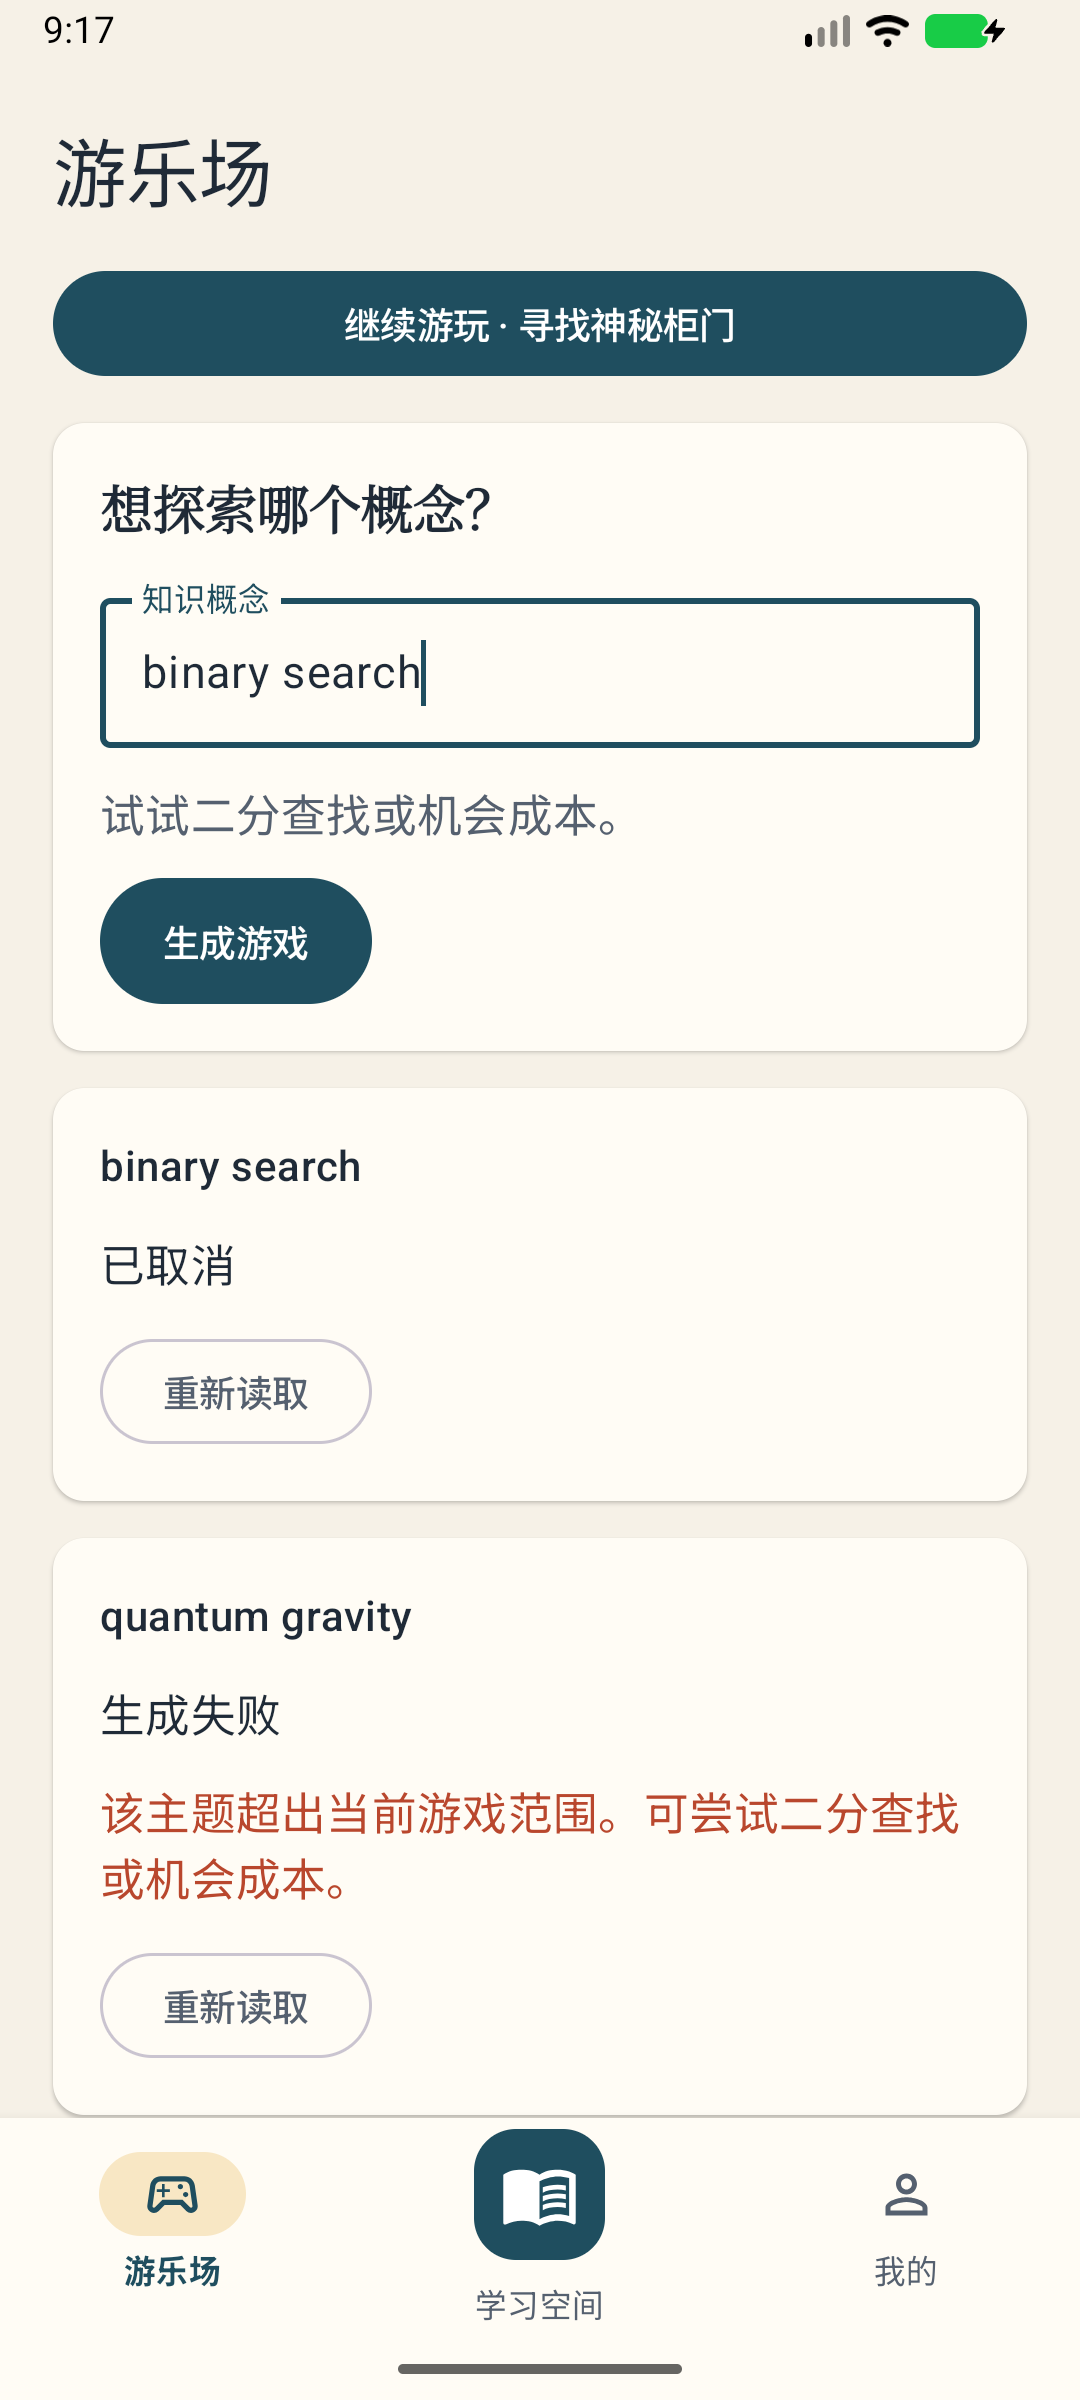 9:17
游乐场
继续游玩 · 寻找神秘柜门
想探索哪个概念?
知识概念
binary search
试试二分查找或机会成本。
生成游戏
binary search
已取消
重新读取
quantum gravity
生成失败
该主题超出当前游戏范围。可尝试二分查找
或机会成本。
重新读取
游乐场
学习空间
我的